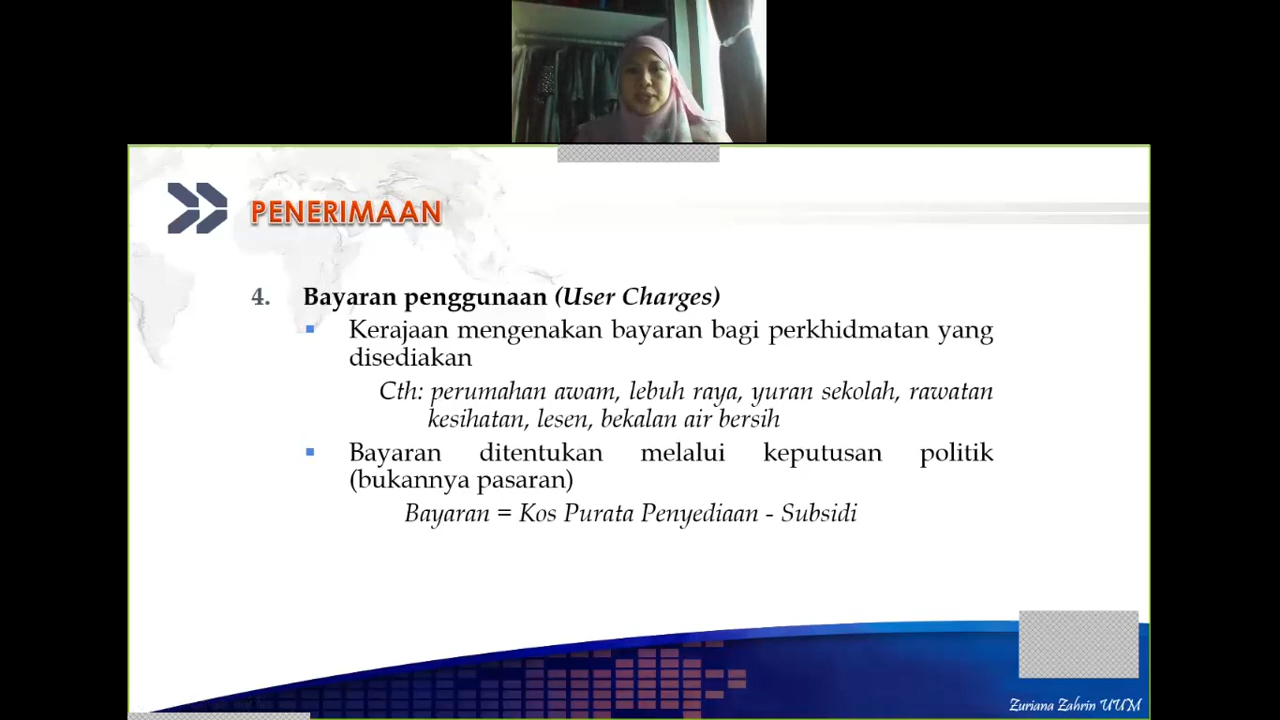 PENERIMAAN
4. Bayaran penggunaan (User Charges)
Kerajaan mengenakan bayaran bagi perkhidmatan yang
disediakan
Cth: perumahan awam, lebuh raya, yuran sekolah, rawatan
kesihatan, lesen, bekalan air bersih
Bayaran ditentukan melalui keputusan politik
(bukannya pasaran)
Bayaran = Kos Purata Penyediaan - Subsidi
Zuriana Zahrin UUM